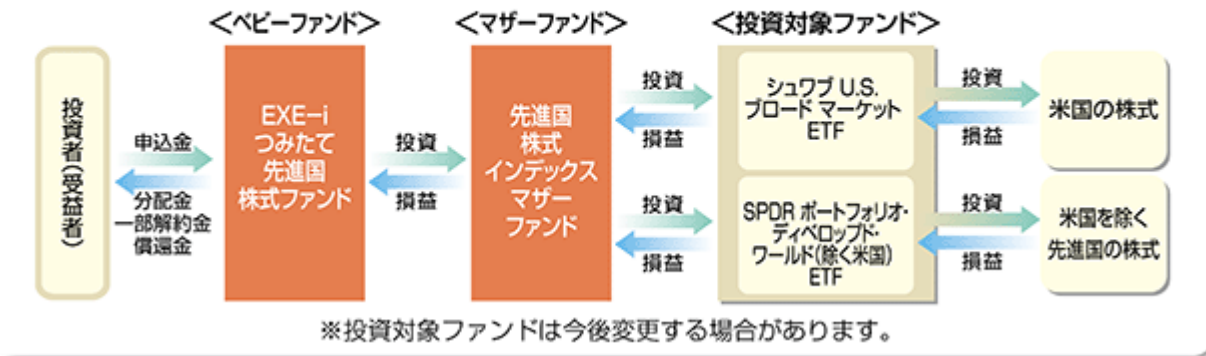 <ベビーファンド>
<マザーファンド>
<投資対象ファンド>
投資者(受益者)
申込金
分配金
一部解約金
償還金
EXE-i
つみたて
先進国
株式ファンド
投資
損益
先進国
株式
インデックス
マザー
ファンド
投資
損益
投資
損益
シュワブ U.S.
ブロード マーケット
ETF
SPDR ポートフォリオ・
ディベロップド・
ワールド(除く米国)
ETF
投資
損益
投資
損益
米国の株式
米国を除く
先進国の株式
※投資対象ファンドは今後変更する場合があります。